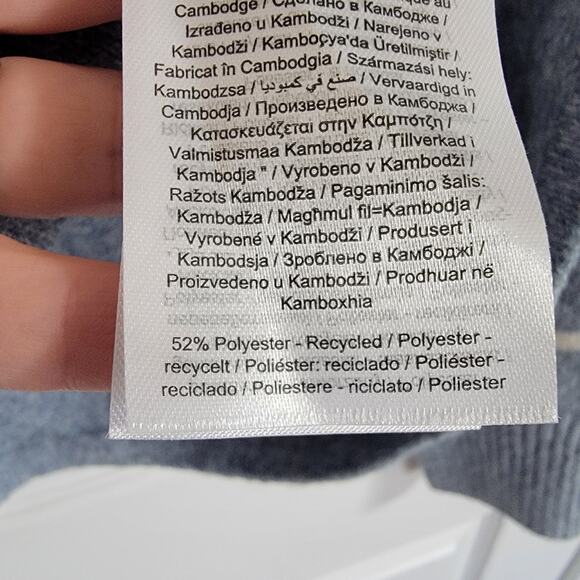 au
Cambodge / Сделано в Камбодже /
Izrađeno u Kambodži / Narejeno v
Kambodži / Kamboçya'da Üretilmiştir /
Fabricat în Cambodgia / Származási hely:
Kambodzsa / صنع في كمبوديا / Vervaardigd in
Cambodja / Произведено в Камбоджа /
Κατασκευάζεται στην Καμπότζη /
Valmistusmaa Kambodža / Tillverkad i
Kambodja " / Vyrobeno v Kambodži /
Ražots Kambodža / Pagaminimo šalis:
Kambodža / Magħmul fil=Kambodja /
Vyrobené v Kambodži / Produsert i
Kambodsja / Зроблено в Камбоджі /
Proizvedeno u Kambodži / Prodhuar në
Kamboxhia
52% Polyester - Recycled / Polyester -
recycelt / Poliéster: reciclado / Poliéster -
reciclado / Poliestere - riciclato / Poliester